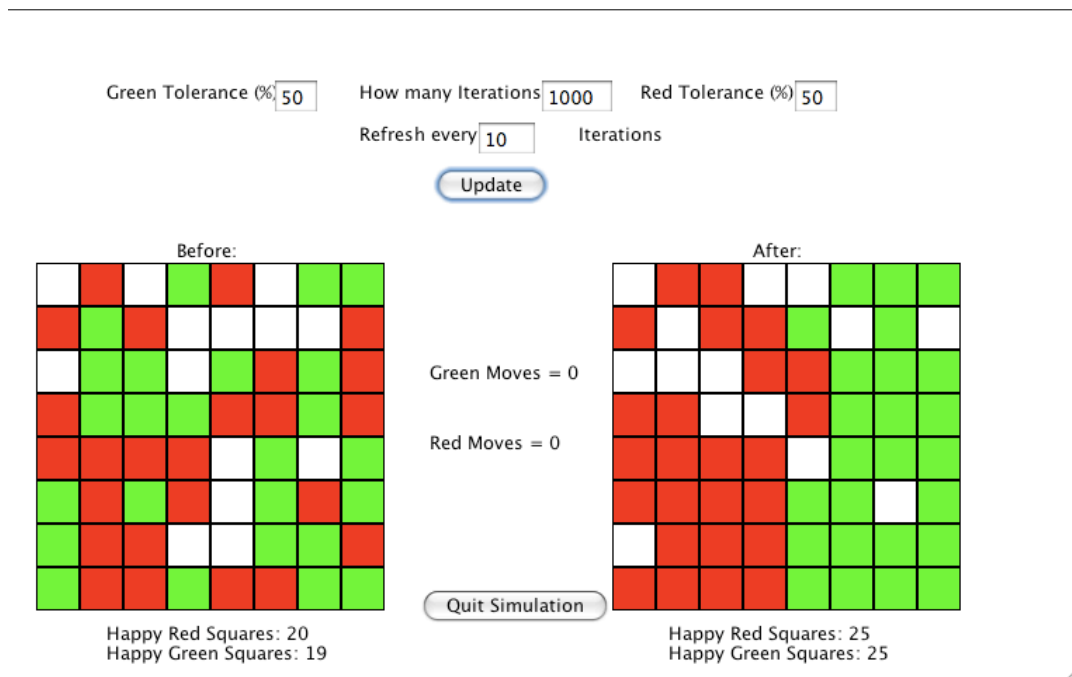 Green Tolerance (%) 50 How many Iterations 1000 Red Tolerance (%) 50
Refresh every 10 Iterations
Update
Before:
After:
Green Moves = 0
Red Moves = 0
Quit Simulation
Happy Red Squares: 20
Happy Green Squares: 19
Happy Red Squares: 25
Happy Green Squares: 25